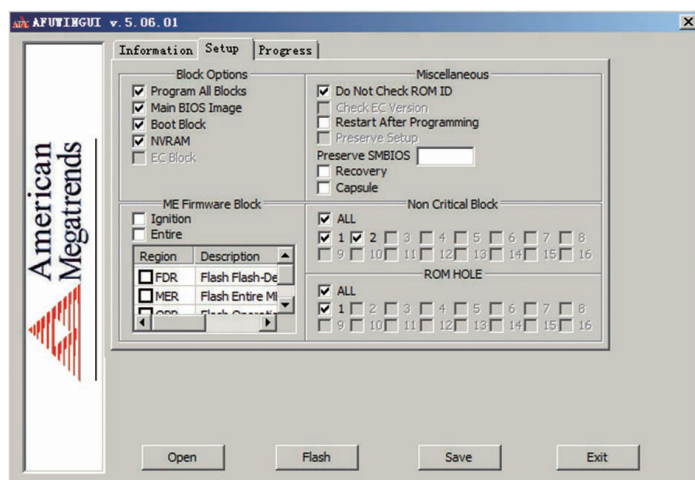 AFUWINGUI v.5.06.01
American
Megatrends
Information Setup Progress
Block Options
Program All Blocks
Main BIOS Image
Boot Block
NVRAM
EC Block
Miscellaneous
Do Not Check ROM ID
Check EC Version
Restart After Programming
Preserve Setup
Preserve SMBIOS
Recovery
Capsule
ME Firmware Block
Ignition
Entire
Region Description
FDR Flash Flash-De
MER Flash Entire
Non Critical Block
ALL
1 2 3 4 5 6 7 8
9 10 11 12 13 14 15 16
ROM HOLE
ALL
1 2 3 4 5 6 7 8
9 10 11 12 13 14 15 16
Open Flash Save Exit